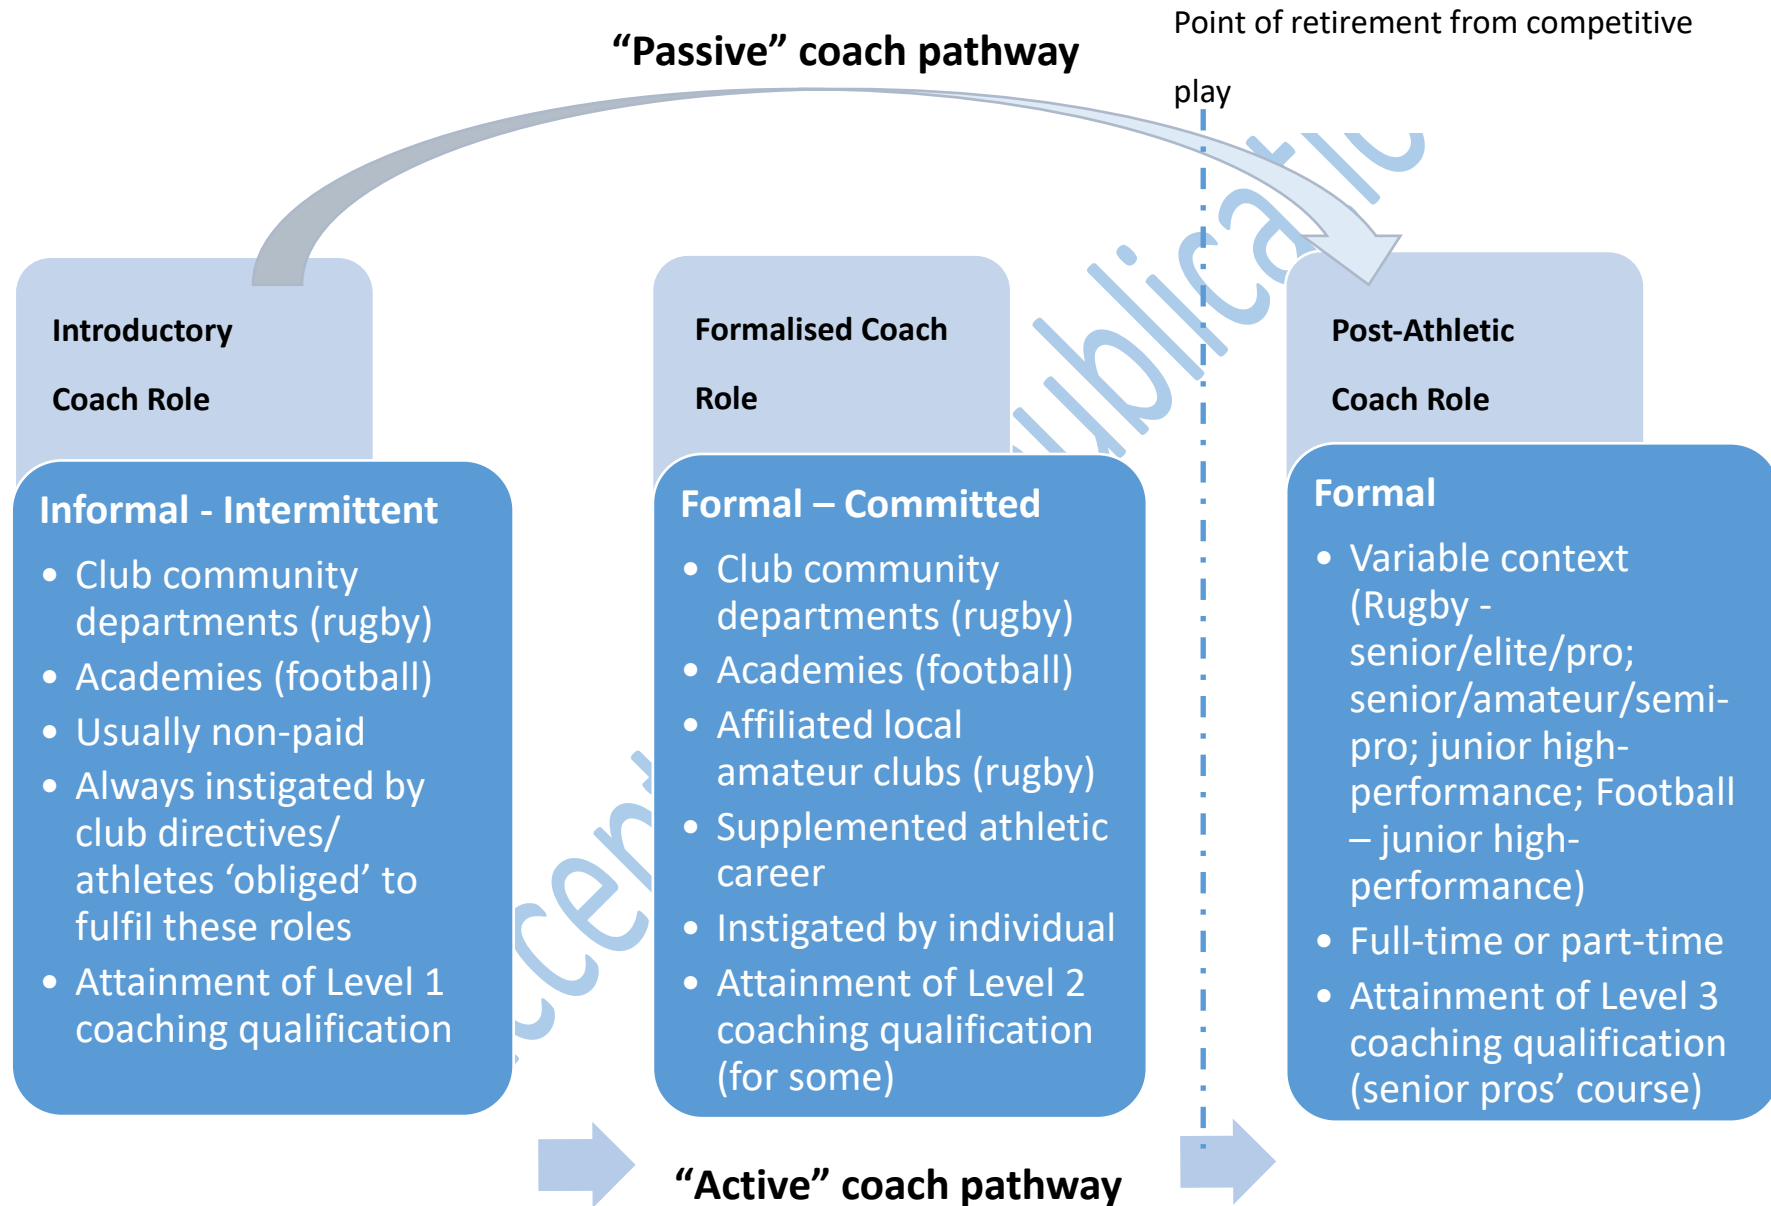 “Passive” coach pathway
Point of retirement from competitive
play
Introductory
Coach Role
Informal - Intermittent
• Club community
departments (rugby)
• Academies (football)
• Usually non-paid
• Always instigated by
club directives/
athletes ‘obliged’ to
fulfil these roles
• Attainment of Level 1
coaching qualification
Formalised Coach
Role
Formal – Committed
• Club community
departments (rugby)
• Academies (football)
• Affiliated local
amateur clubs (rugby)
• Supplemented athletic
career
• Instigated by individual
• Attainment of Level 2
coaching qualification
(for some)
Post-Athletic
Coach Role
Formal
• Variable context
(Rugby -
senior/elite/pro;
senior/amateur/semi-
pro; junior high-
performance; Football
– junior high-
performance)
• Full-time or part-time
• Attainment of Level 3
coaching qualification
(senior pros’ course)
“Active” coach pathway